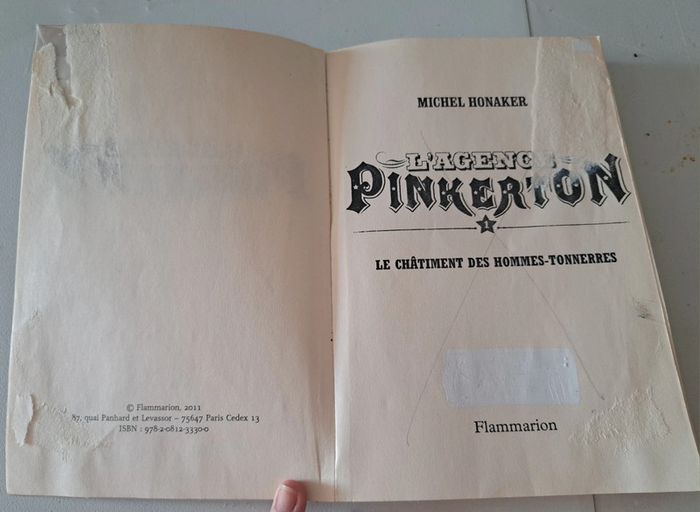 © Flammarion, 2011
87, quai Panhard et Levassor – 75647 Paris Cedex 13
ISBN : 978-2-0812-3330-0
MICHEL HONAKER
L'AGENCE
PINKERTON
1
LE CHÂTIMENT DES HOMMES-TONNERRES
Flammarion